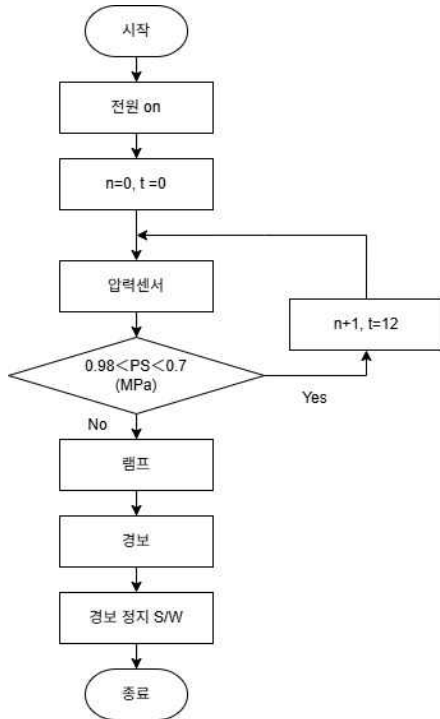 시작
전원 on
n=0, t =0
압력센서
n+1, t=12
0.98＜PS＜0.7
(MPa)
Yes
No
램프
경보
경보 정지 S/W
종료